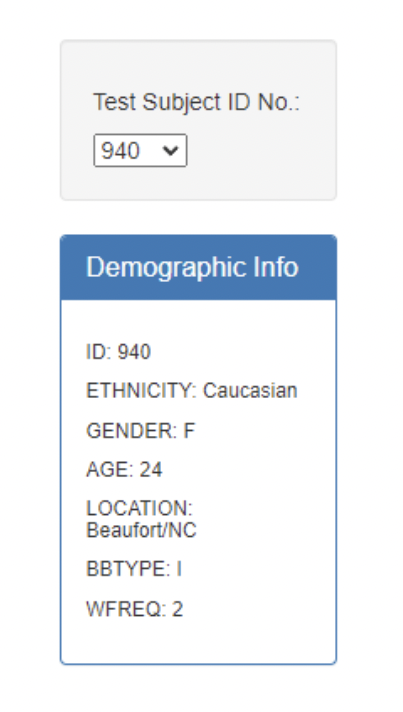 Test Subject ID No.:
940
Demographic Info
ID: 940
ETHNICITY: Caucasian
GENDER: F
AGE: 24
LOCATION:
Beaufort/NC
BBTYPE: I
WFREQ: 2